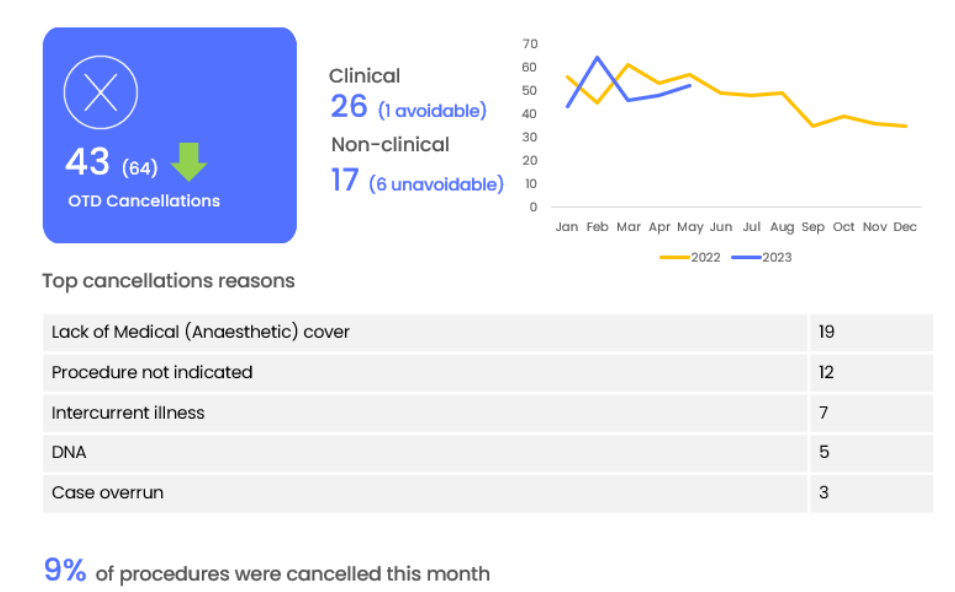 43 (64)
OTD Cancellations
Clinical
26 (1 avoidable)
Non-clinical
17 (6 unavoidable)
70
60
50
40
30
20
10
0
Jan Feb Mar Apr May Jun Jul Aug Sep Oct Nov Dec
2022 2023
Top cancellations reasons
Lack of Medical (Anaesthetic) cover 19
Procedure not indicated 12
Intercurrent illness 7
DNA 5
Case overrun 3
9% of procedures were cancelled this month